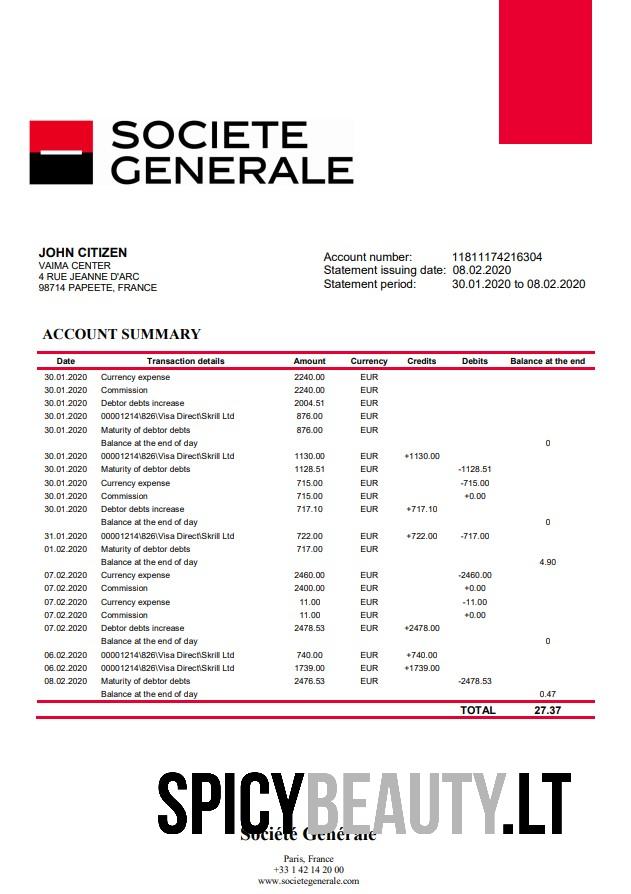 SOCIETE
GENERALE
JOHN CITIZEN
VAIMA CENTER
4 RUE JEANNE D'ARC
98714 PAPEETE, FRANCE
Account number: 11811174216304
Statement issuing date: 08.02.2020
Statement period: 30.01.2020 to 08.02.2020
ACCOUNT SUMMARY
Date Transaction details Amount Currency Credits Debits Balance at the end
30.01.2020 Currency expense 2240.00 EUR
30.01.2020 Commission 2240.00 EUR
30.01.2020 Debtor debts increase 2004.51 EUR
30.01.2020 00001214\826\Visa Direct\Skrill Ltd 876.00 EUR
30.01.2020 Maturity of debtor debts 876.00 EUR
Balance at the end of day 0
30.01.2020 00001214\826\Visa Direct\Skrill Ltd 1130.00 EUR +1130.00
30.01.2020 Maturity of debtor debts 1128.51 EUR -1128.51
30.01.2020 Currency expense 715.00 EUR -715.00
30.01.2020 Commission 715.00 EUR +0.00
30.01.2020 Debtor debts increase 717.10 EUR +717.10
Balance at the end of day 0
31.01.2020 00001214\826\Visa Direct\Skrill Ltd 722.00 EUR +722.00 -717.00
01.02.2020 Maturity of debtor debts 717.00 EUR
Balance at the end of day 4.90
07.02.2020 Currency expense 2460.00 EUR -2460.00
07.02.2020 Commission 2400.00 EUR +0.00
07.02.2020 Currency expense 11.00 EUR -11.00
07.02.2020 Commission 11.00 EUR +0.00
07.02.2020 Debtor debts increase 2478.53 EUR +2478.00
Balance at the end of day 0
06.02.2020 00001214\826\Visa Direct\Skrill Ltd 740.00 EUR +740.00
06.02.2020 00001214\826\Visa Direct\Skrill Ltd 1739.00 EUR +1739.00
08.02.2020 Maturity of debtor debts 2476.53 EUR -2478.53
Balance at the end of day 0.47
TOTAL 27.37
SPICYBEAUTY.LT
Société Générale
Paris, France
+33 1 42 14 20 00
www.societegenerale.com